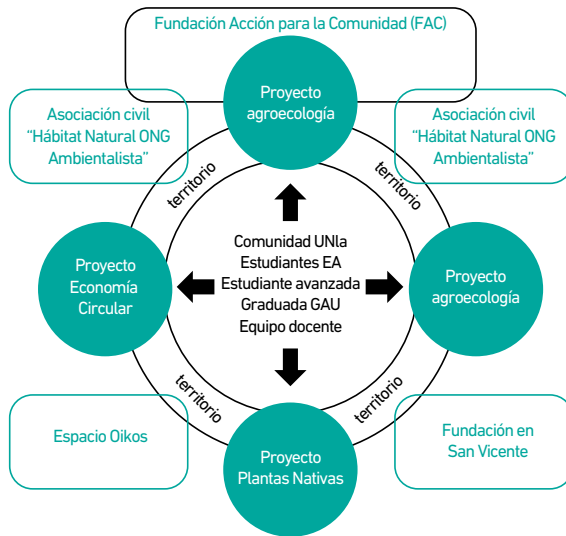 Fundación Acción para la Comunidad (FAC)
Proyecto
agroecología
Asociación civil
“Hábitat Natural ONG
Ambientalista”
Asociación civil
“Hábitat Natural ONG
Ambientalista”
territorio
territorio
Comunidad UNla
Estudiantes EA
Estudiante avanzada
Graduada GAU
Equipo docente
Proyecto
Economía
Circular
Proyecto
agroecología
territorio
territorio
Espacio Oikos
Proyecto
Plantas Nativas
Fundación en
San Vicente